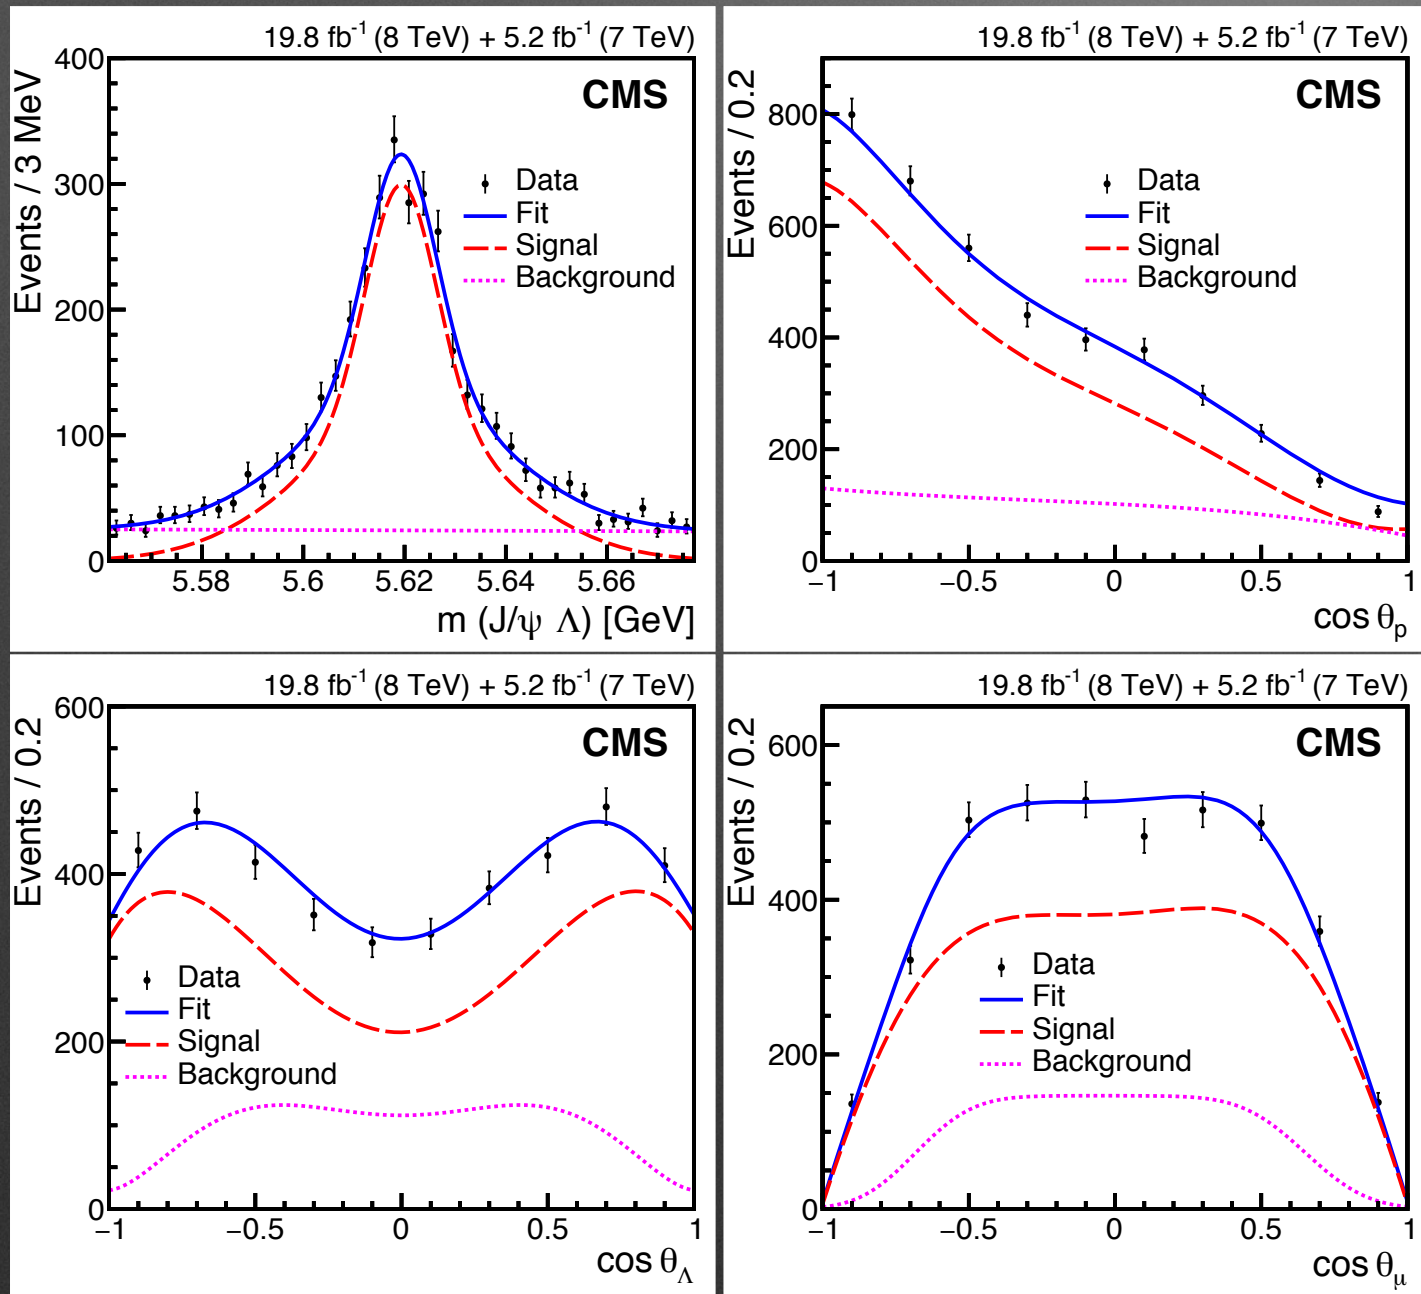 19.8 fb⁻¹ (8 TeV) + 5.2 fb⁻¹ (7 TeV)
CMS
Events / 3 MeV
400
300
200
100
0
Data
Fit
Signal
Background
5.58 5.6 5.62 5.64 5.66
m (J/ψ Λ) [GeV]
19.8 fb⁻¹ (8 TeV) + 5.2 fb⁻¹ (7 TeV)
CMS
Events / 0.2
800
600
400
200
0
Data
Fit
Signal
Background
−1 −0.5 0 0.5 1
cos θp
19.8 fb⁻¹ (8 TeV) + 5.2 fb⁻¹ (7 TeV)
CMS
Events / 0.2
600
400
200
0
Data
Fit
Signal
Background
−1 −0.5 0 0.5 1
cos θΛ
19.8 fb⁻¹ (8 TeV) + 5.2 fb⁻¹ (7 TeV)
CMS
Events / 0.2
600
400
200
0
Data
Fit
Signal
Background
−1 −0.5 0 0.5 1
cos θμ